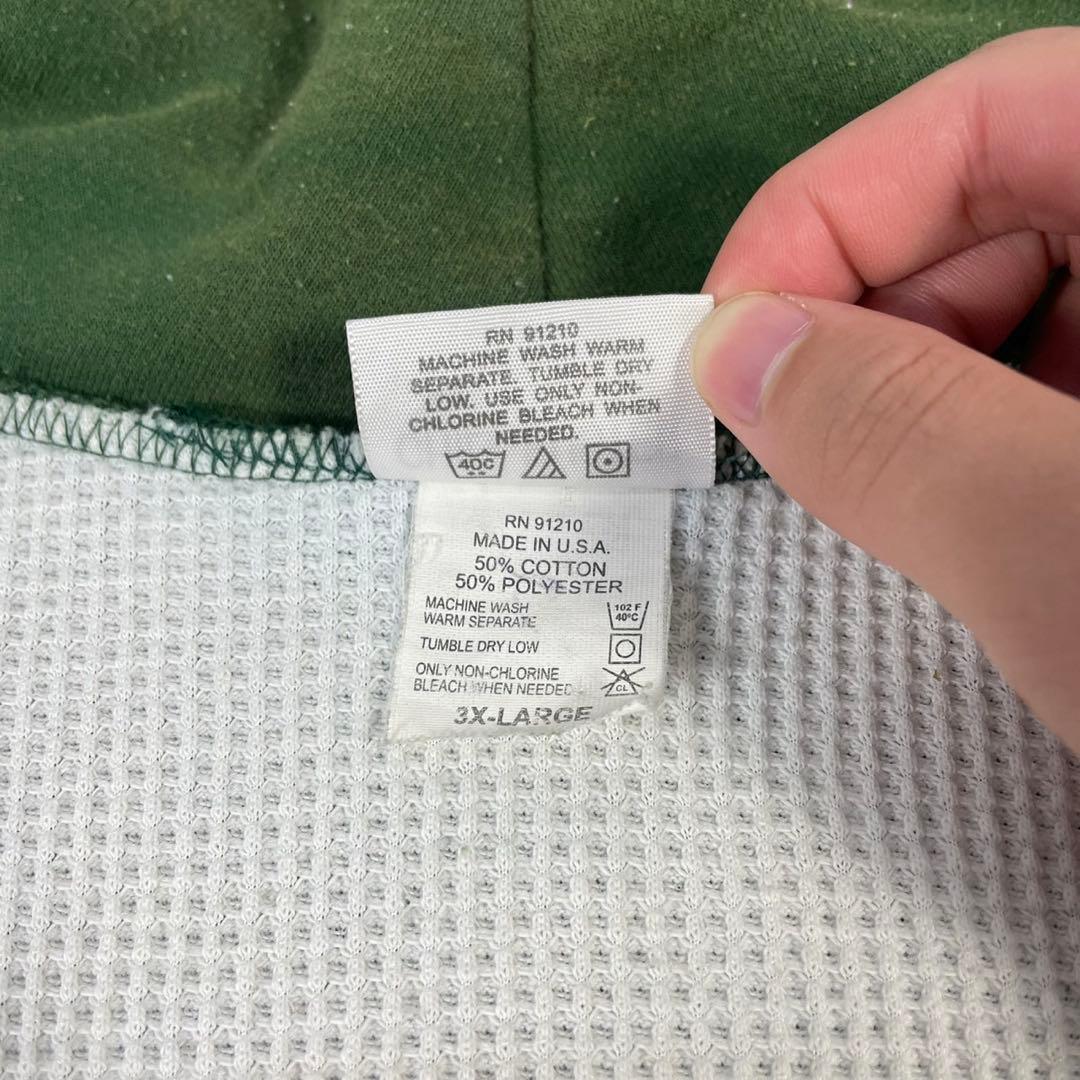 RN 91210
MACHINE WASH WARM
SEPARATE. TUMBLE DRY
LOW. USE ONLY NON-
CHLORINE BLEACH WHEN
NEEDED.
40C
RN 91210
MADE IN U.S.A.
50% COTTON
50% POLYESTER
MACHINE WASH
WARM SEPARATE
102 F
40°C
TUMBLE DRY LOW
ONLY NON-CHLORINE
BLEACH WHEN NEEDED
CL
3X-LARGE